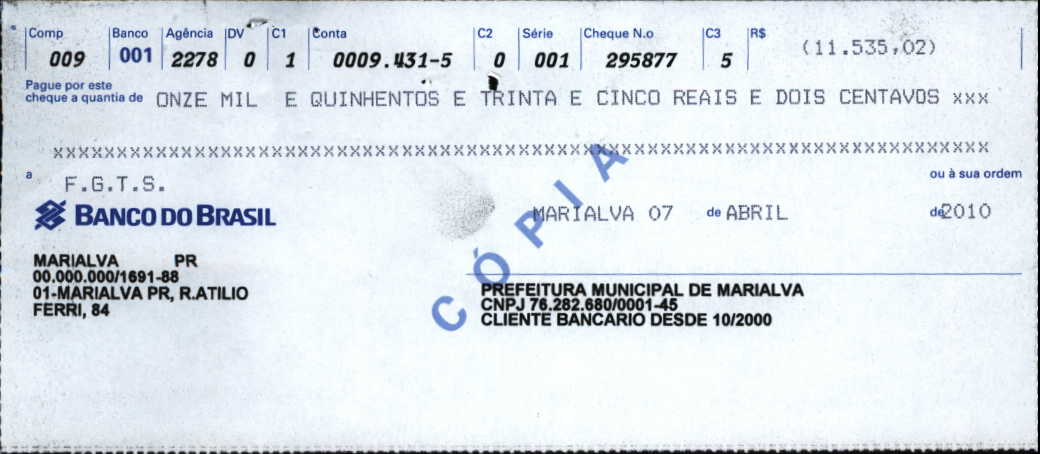 Comp Banco Agência DV C1 Conta C2 Série Cheque N.o C3 R$
009 001 2278 0 1 0009.431-5 0 001 295877 5 (11.535,02)
Pague por este
cheque a quantia de ONZE MIL E QUINHENTOS E TRINTA E CINCO REAIS E DOIS CENTAVOS xxx
xxxxxxxxxxxxxxxxxxxxxxxxxxxxxxxxxxxxxxxxxxxxxxxxxxxxxxxxxxxxxxxxxxxxxxxx
a F.G.T.S. ou à sua ordem
BANCO DO BRASIL
MARIALVA 07 de ABRIL de 2010
CÓPIA
MARIALVA PR
00.000.000/1691-88
01-MARIALVA PR, R.ATILIO
FERRI, 84
PREFEITURA MUNICIPAL DE MARIALVA
CNPJ 76.282.680/0001-45
CLIENTE BANCARIO DESDE 10/2000